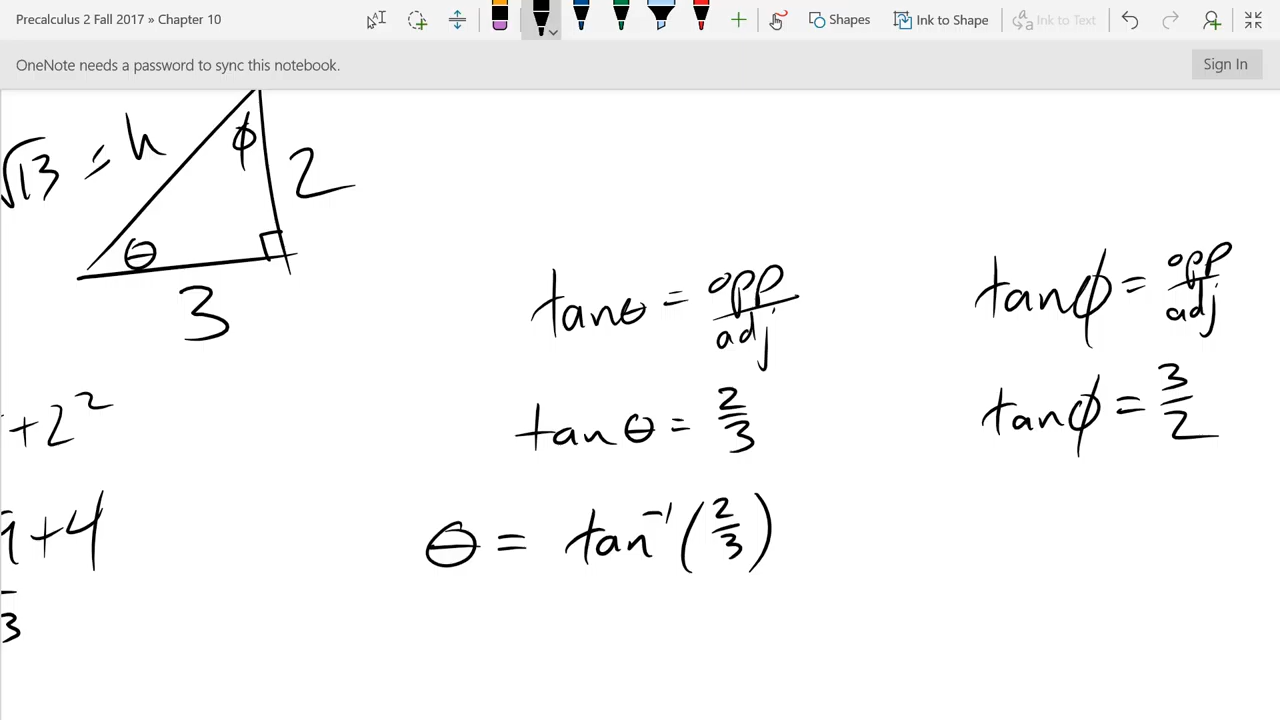 Precalculus 2 Fall 2017 » Chapter 10
Shapes
Ink to Shape
Ink to Text
OneNote needs a password to sync this notebook.
Sign In
√13 = h
ϕ
2
θ
3
tanθ = opp/adj
tanϕ = opp/adj
+2²
tanθ = 2/3
tanϕ = 3/2
9+4
θ = tan⁻¹(2/3)
3